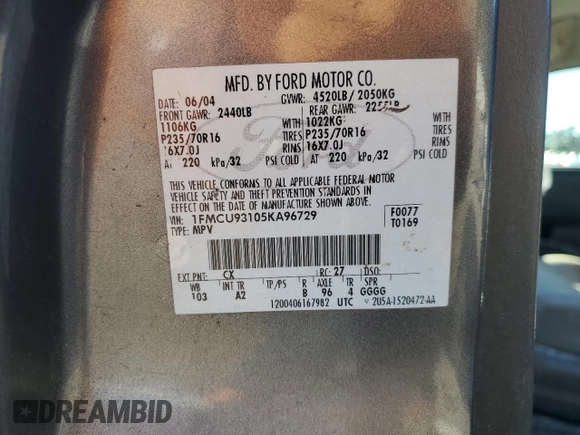 MFD. BY FORD MOTOR CO.
DATE: 06/04 GVWR: 4520LB/ 2050KG
FRONT GAWR: 2440LB REAR GAWR: 2255LB
1106KG 1022KG
P235/70R16 TIRES P235/70R16 TIRES
16X7.0J RIMS 16X7.0J RIMS
AT 220 kPa/32 PSI COLD AT 220 kPa/32 PSI COLD
THIS VEHICLE CONFORMS TO ALL APPLICABLE FEDERAL MOTOR
VEHICLE SAFETY AND THEFT PREVENTION STANDARDS IN
EFFECT ON THE DATE OF MANUFACTURE SHOWN ABOVE.
VIN: 1FMCU93105KA96729 F0077
TYPE: MPV T0169
EXT PNT: CX RC: 27 DSO:
WB INT TR TP/PS R AXLE TR SPR
103 A2 B 96 4 GGGG
1200406167982 UTC ▽ 2U5A-1520472-AA
Ford
DREAMBID